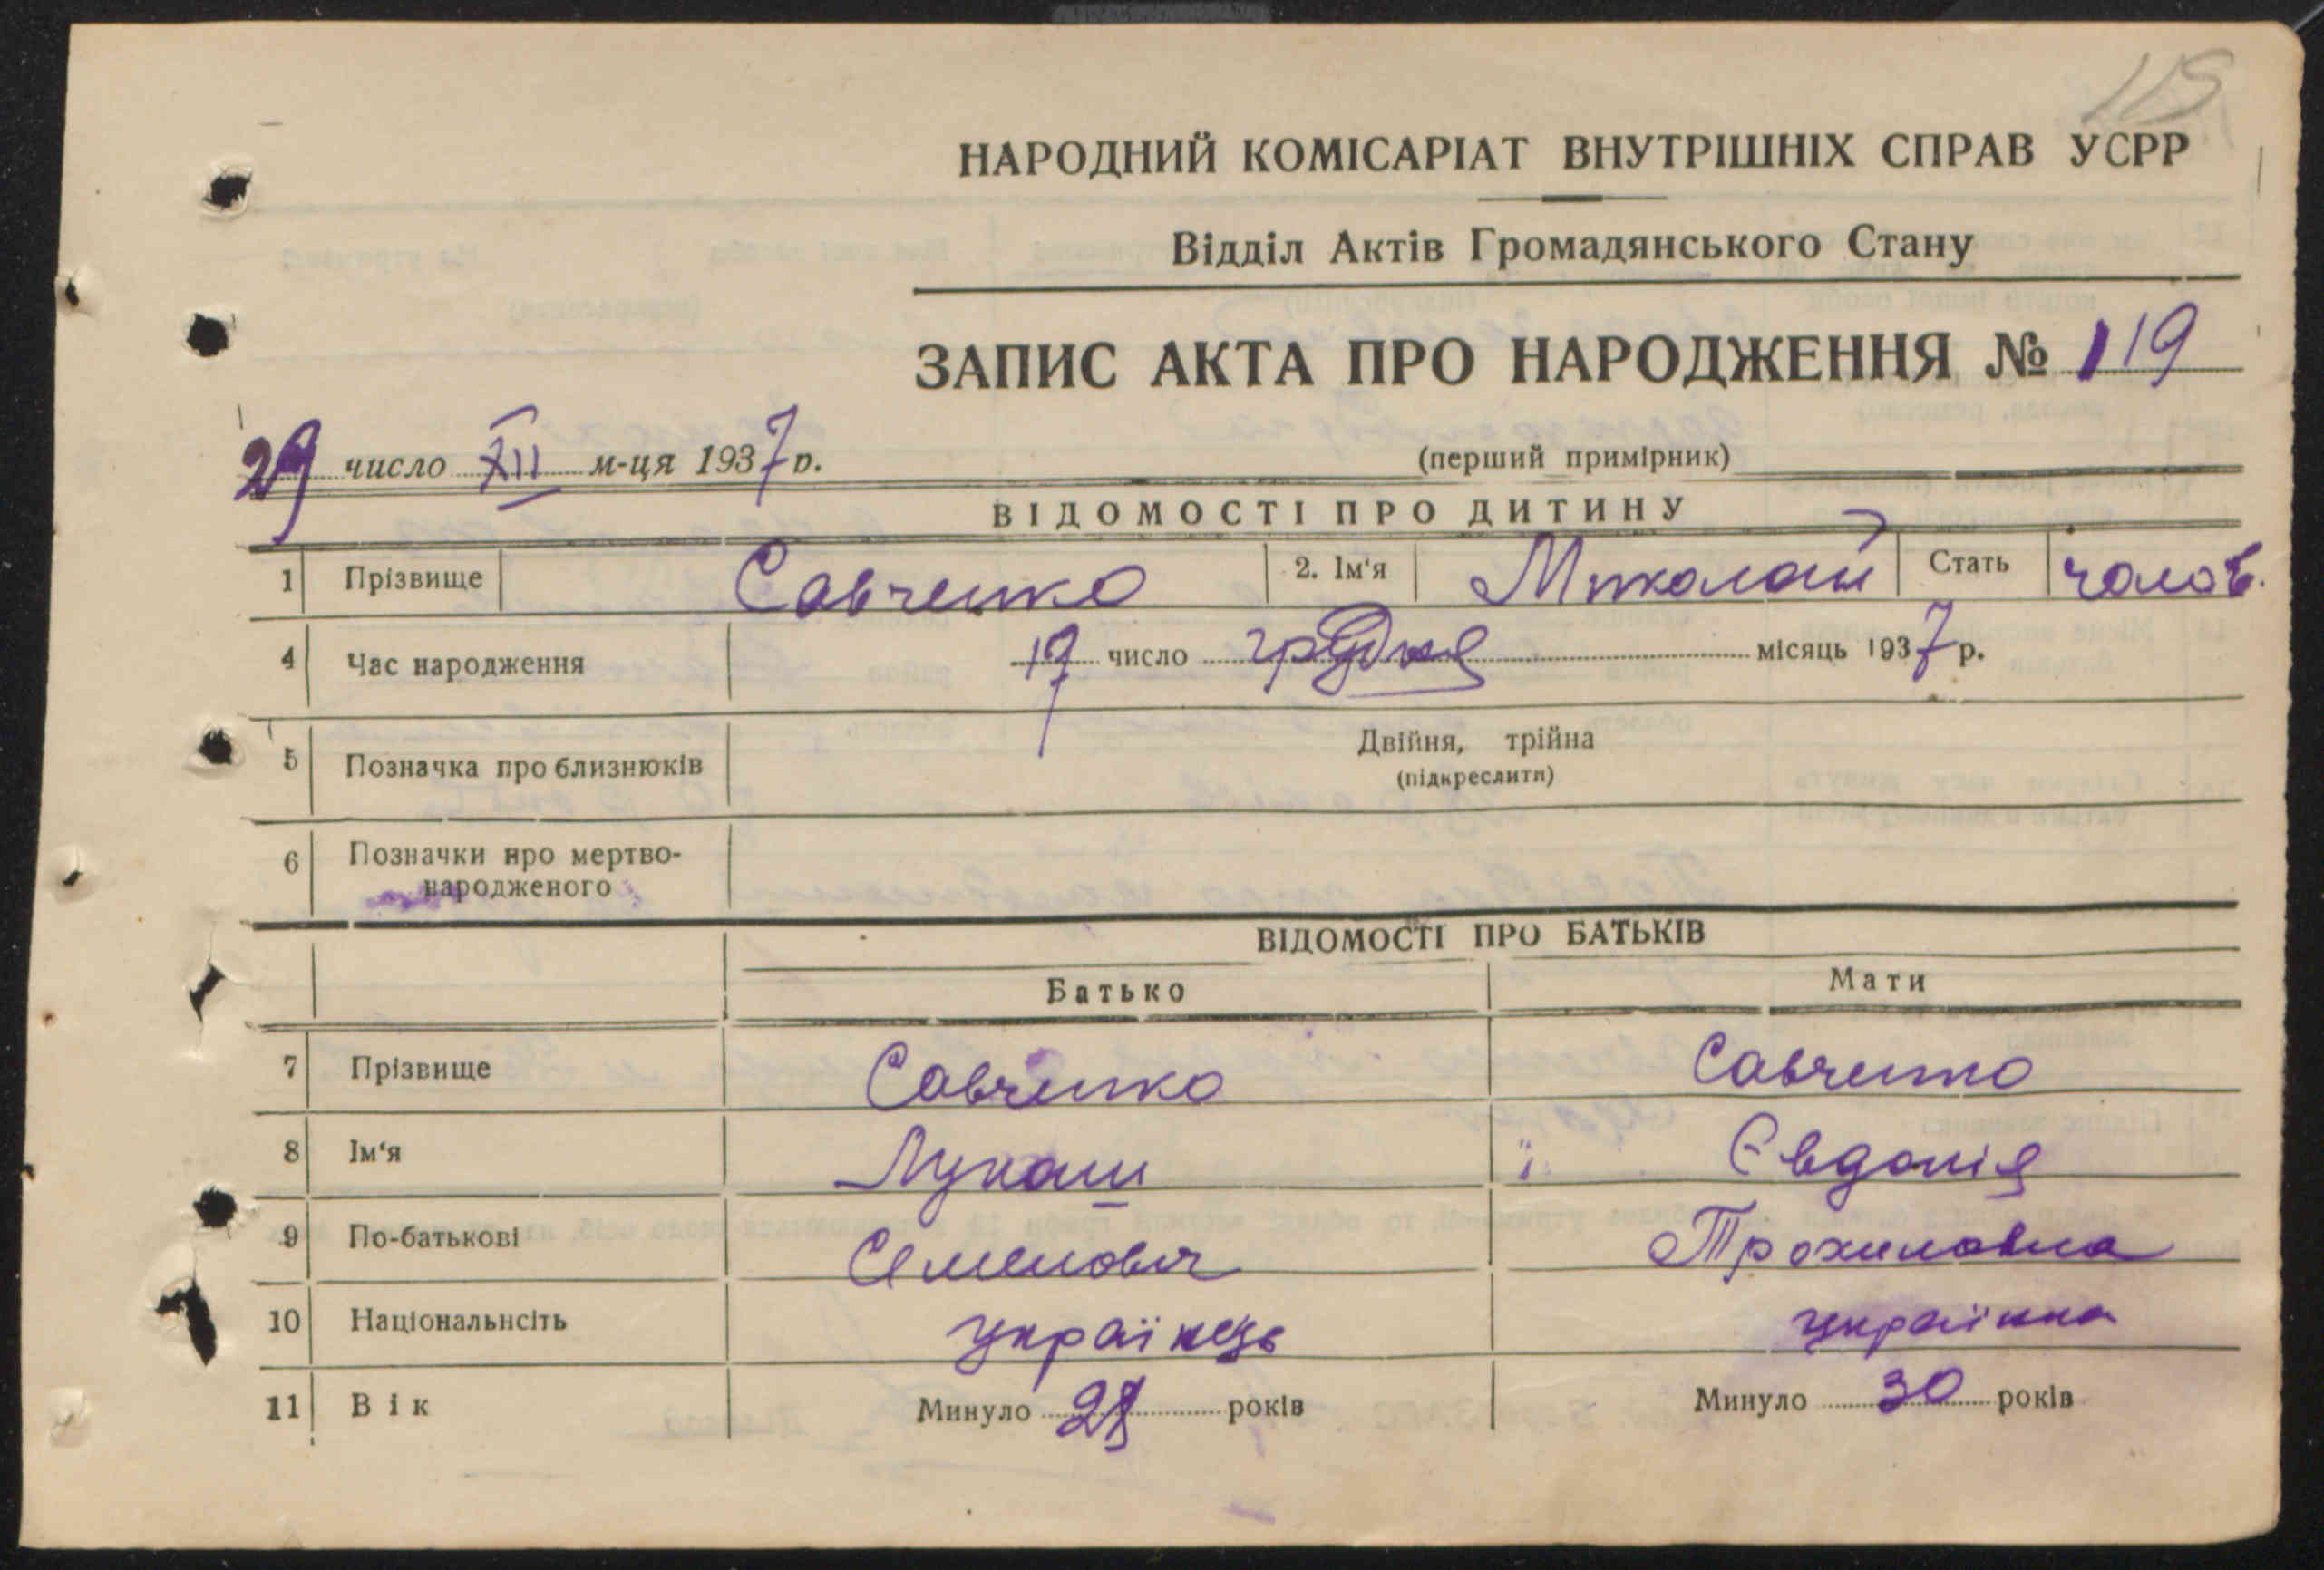 115
НАРОДНИЙ КОМІСАРІАТ ВНУТРІШНІХ СПРАВ УСРР
Відділ Актів Громадянського Стану
ЗАПИС АКТА ПРО НАРОДЖЕННЯ № 119
29 число XII м-ця 1937 р.
(перший примірник)
ВІДОМОСТІ ПРО ДИТИНУ
1 Прізвище Савченко 2. Ім'я Миколай Стать чолов.
4 Час народження 19 число грудня місяць 1937 р.
5 Позначка про близнюків Двійня, трійна
(підкреслити)
6 Позначки про мертво-
народженого
ВІДОМОСТІ ПРО БАТЬКІВ
Батько Мати
7 Прізвище Савченко Савченко
8 Ім'я Лукаш Євдокія
9 По-батькові Семенович Трохимовна
10 Національнсіть українець українка
11 Вік Минуло 28 років Минуло 30 років